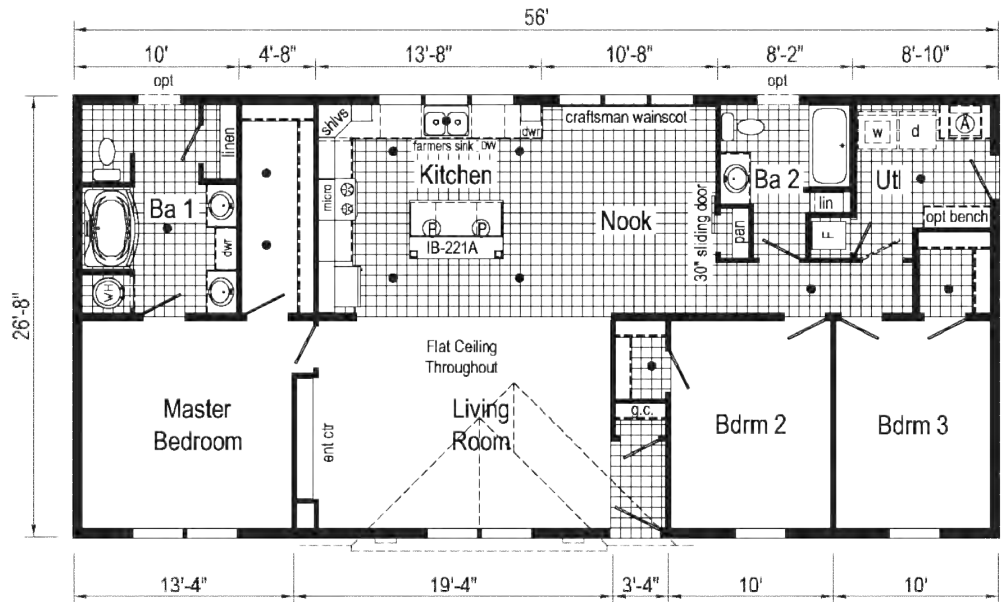 56'
10'
4'-8"
13'-8"
10'-8"
8'-2"
8'-10"
opt
opt
26'-8"
linen
Ba 1
dwr
WH
shlvs
farmers sink
DW
dwr
craftsman wainscot
Kitchen
micro
P
P
IB-221A
Nook
30" sliding door
pan
Ba 2
lin
F
w
d
A
Utl
opt bench
Flat Ceiling
Throughout
Master
Bedroom
ent ctr
Living
Room
g.c.
Bdrm 2
Bdrm 3
13'-4"
19'-4"
3'-4"
10'
10'